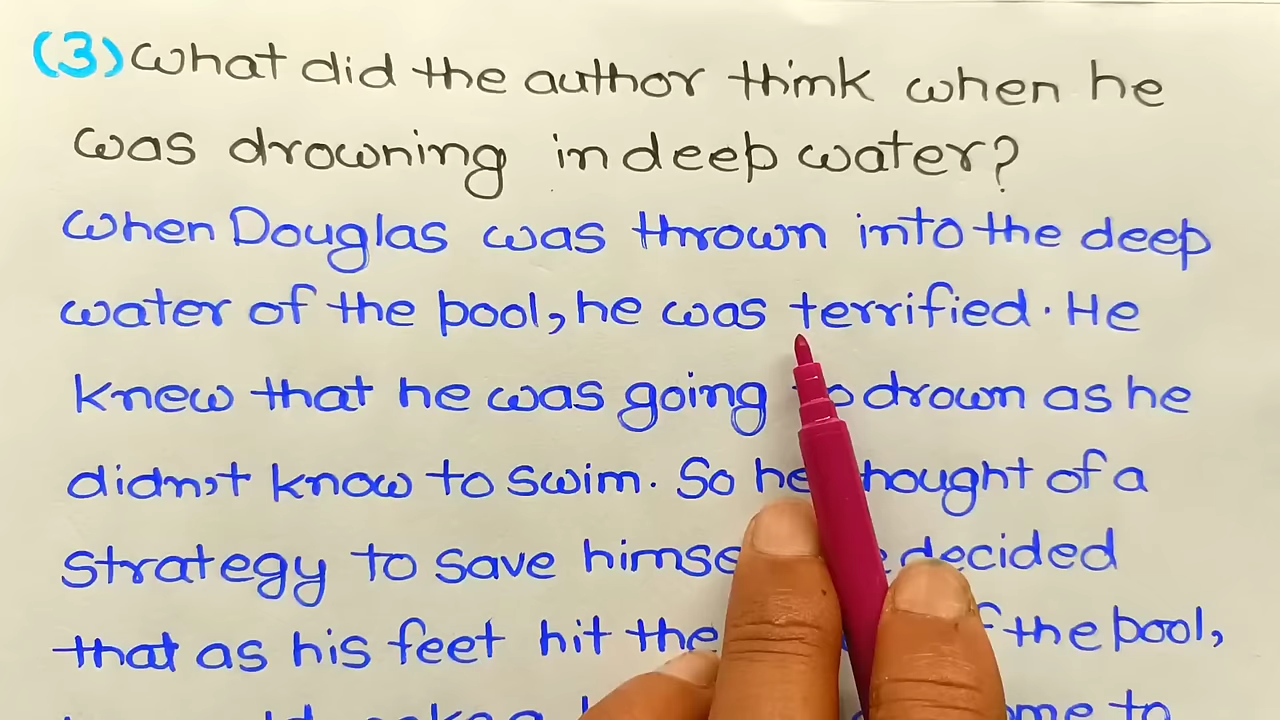 (3) What did the author think when he
was drowning in deep water?
When Douglas was thrown into the deep
water of the pool, he was terrified. He
knew that he was going to drown as he
didn't know to swim. So he thought of a
strategy to save himse decided
that as his feet hit the the pool,